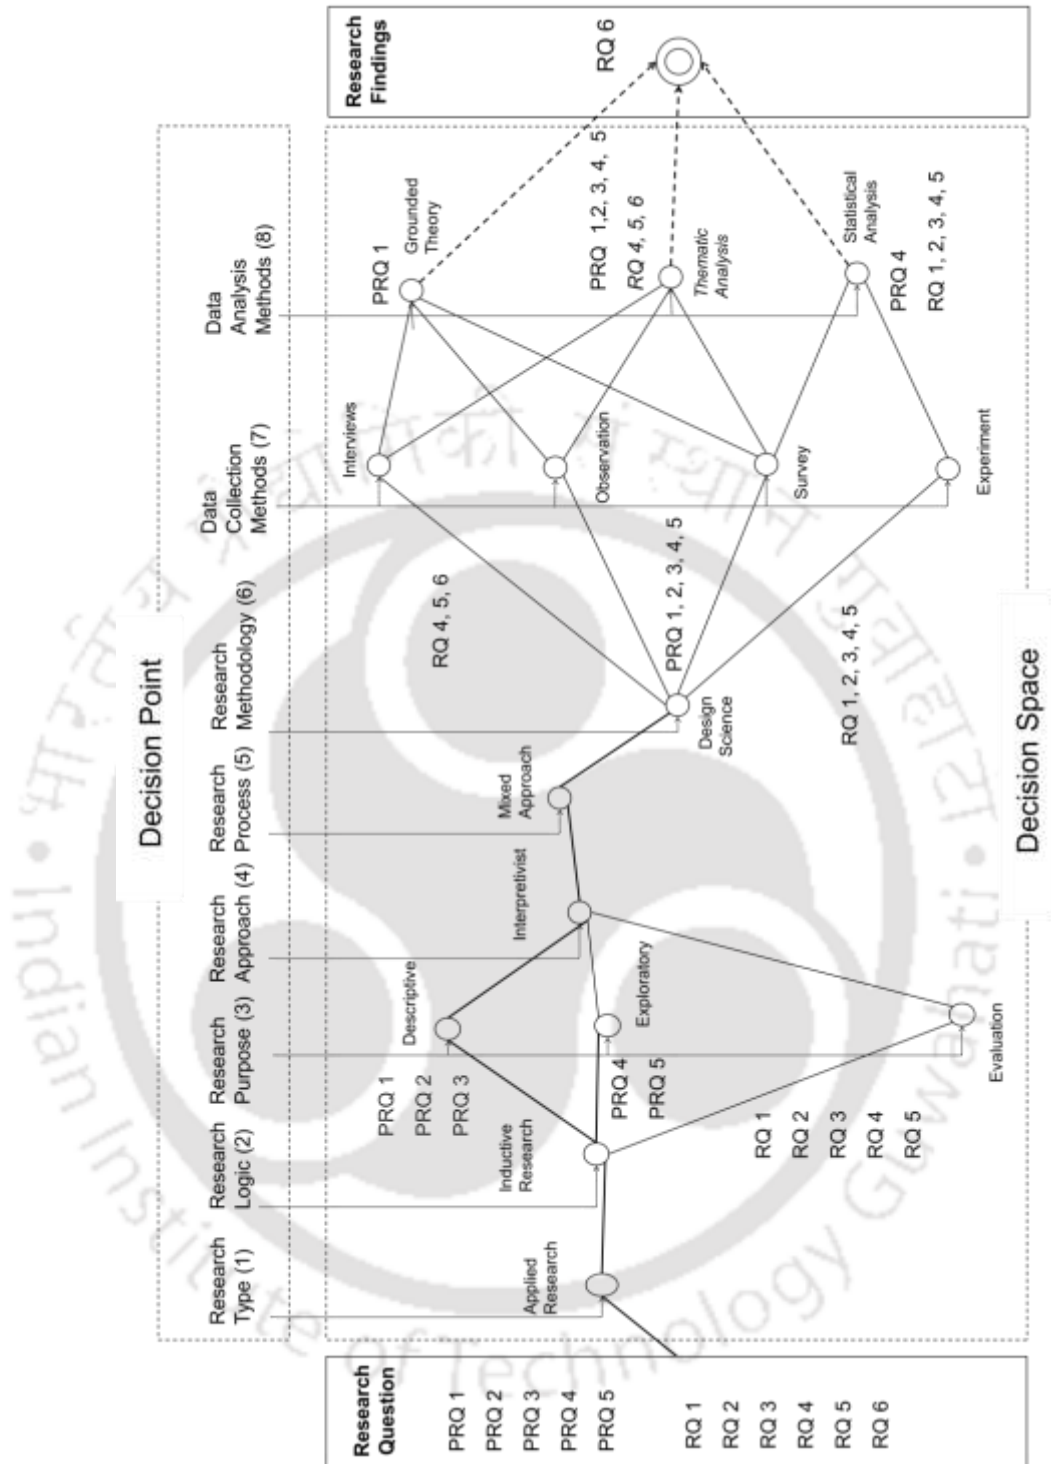 Decision Point
Research
Type (1)
Research
Logic (2)
Research
Purpose (3)
Research
Approach (4)
Research
Process (5)
Research
Methodology (6)
Data
Collection
Methods (7)
Data
Analysis
Methods (8)
Research
Question
PRQ 1
PRQ 2
PRQ 3
PRQ 4
PRQ 5
RQ 1
RQ 2
RQ 3
RQ 4
RQ 5
RQ 6
Applied
Research
Inductive
Research
PRQ 1
PRQ 2
PRQ 3
Descriptive
PRQ 4
PRQ 5
Exploratory
RQ 1
RQ 2
RQ 3
RQ 4
RQ 5
Evaluation
Interpretivist
Mixed
Approach
Design
Science
RQ 4, 5, 6
PRQ 1, 2, 3, 4, 5
RQ 1, 2, 3, 4, 5
Interviews
Observation
Survey
Experiment
PRQ 1
Grounded
Theory
PRQ 1,2, 3, 4, 5
RQ 4, 5, 6
Thematic
Analysis
Statistical
Analysis
PRQ 4
RQ 1, 2, 3, 4, 5
Research
Findings
RQ 6
Decision Space
Indian Institute of Technology Guwahati